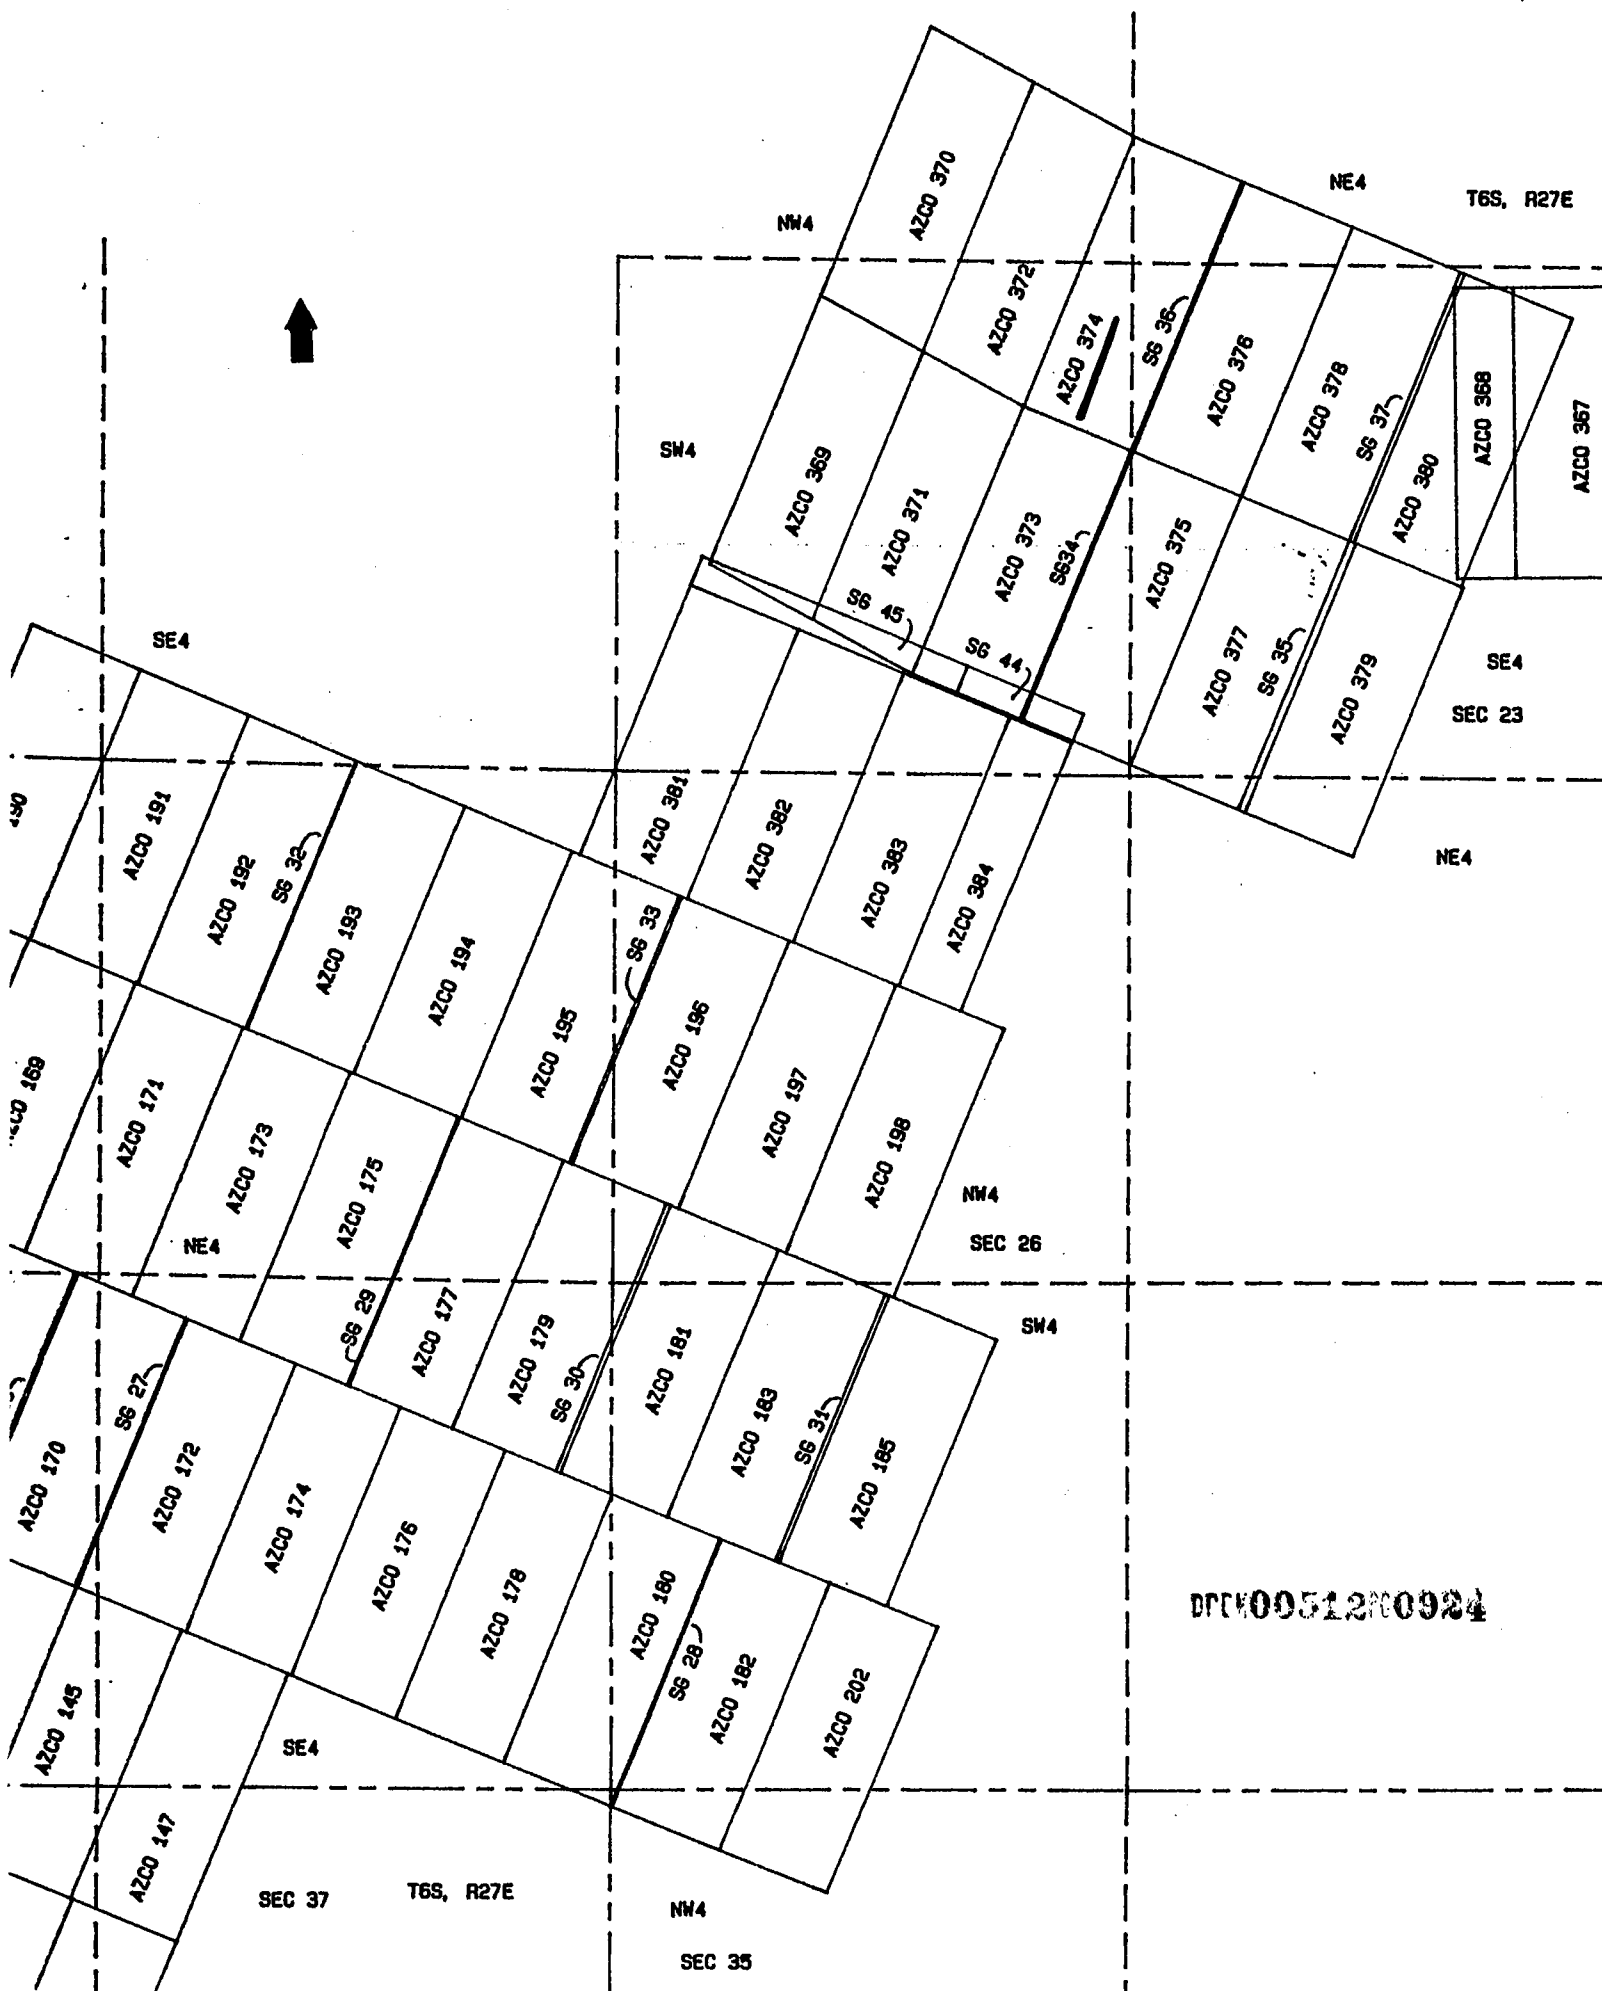 NE4
T6S, R27E
NW4
AZCO 370
AZCO 372
AZCO 374
SG 36
AZCO 376
AZCO 378
SG 37
AZCO 380
AZCO 368
AZCO 367
SW4
AZCO 369
AZCO 371
AZCO 373
SG34
AZCO 375
AZCO 377
SG 35
AZCO 379
SG 45
SG 44
SE4
SEC 23
NE4
SE4
190
AZCO 191
AZCO 192
SG 32
AZCO 193
AZCO 194
AZCO 195
SG 33
AZCO 381
AZCO 382
AZCO 383
AZCO 384
AZCO 196
AZCO 197
AZCO 198
169
AZCO 171
AZCO 173
AZCO 175
NE4
SG 29
AZCO 177
AZCO 179
SG 30
AZCO 181
AZCO 183
SG 31
AZCO 185
NW4
SEC 26
SW4
AZCO 170
SG 27
AZCO 172
AZCO 174
AZCO 176
AZCO 178
AZCO 180
SG 28
AZCO 182
AZCO 202
AZCO 145
AZCO 147
SE4
SEC 37
T6S, R27E
NW4
SEC 35